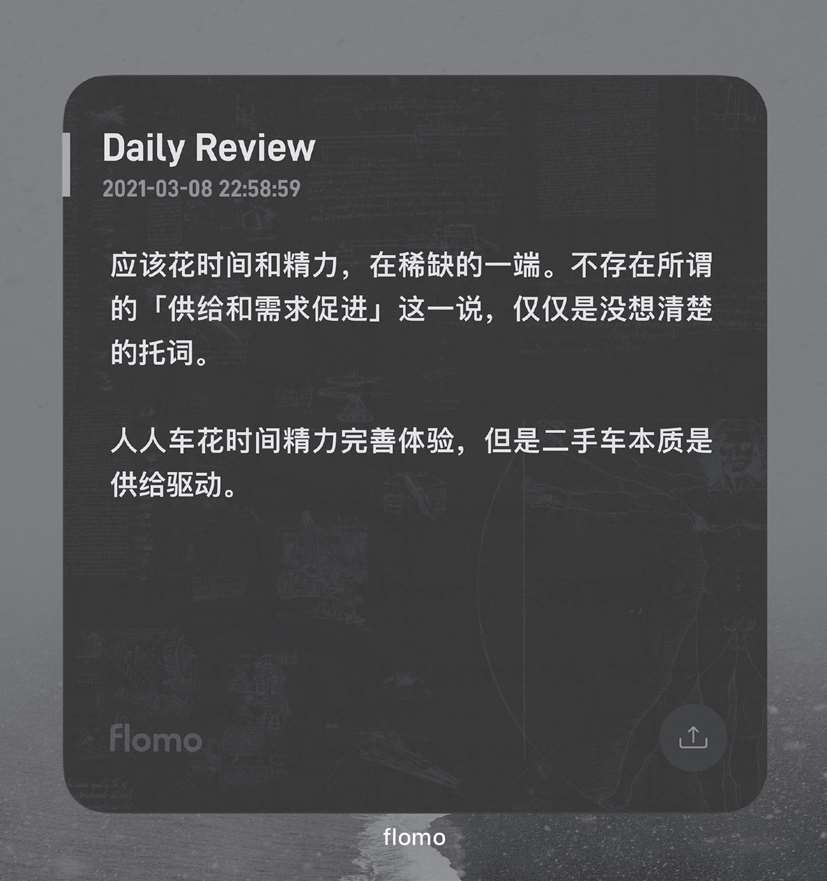 Daily Review
2021-03-08 22:58:59
应该花时间和精力，在稀缺的一端。不存在所谓
的「供给和需求促进」这一说，仅仅是没想清楚
的托词。
人人车花时间精力完善体验，但是二手车本质是
供给驱动。
flomo
flomo